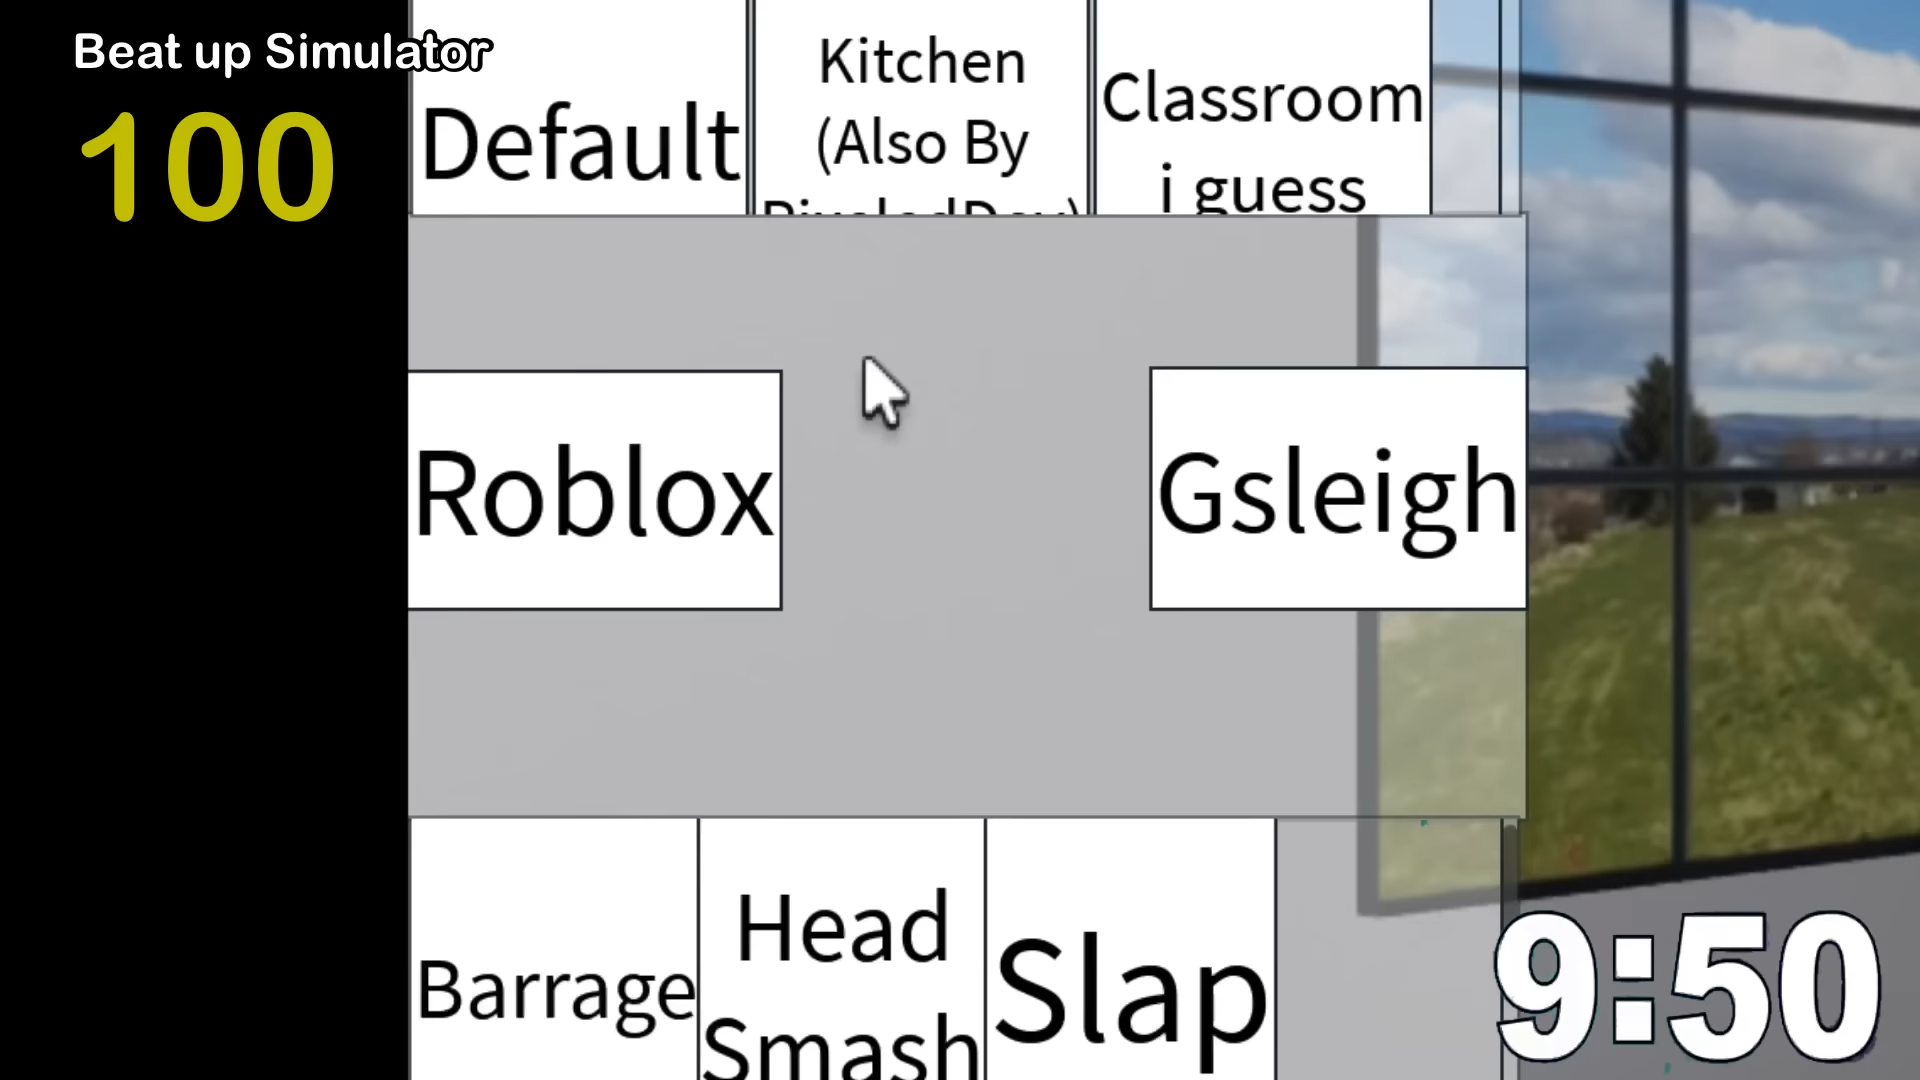 Beat up Simulator
100
Default
Kitchen
(Also By
Classroom
i guess
Roblox
Gsleigh
Barrage
Head
Smash
Slap
9:50